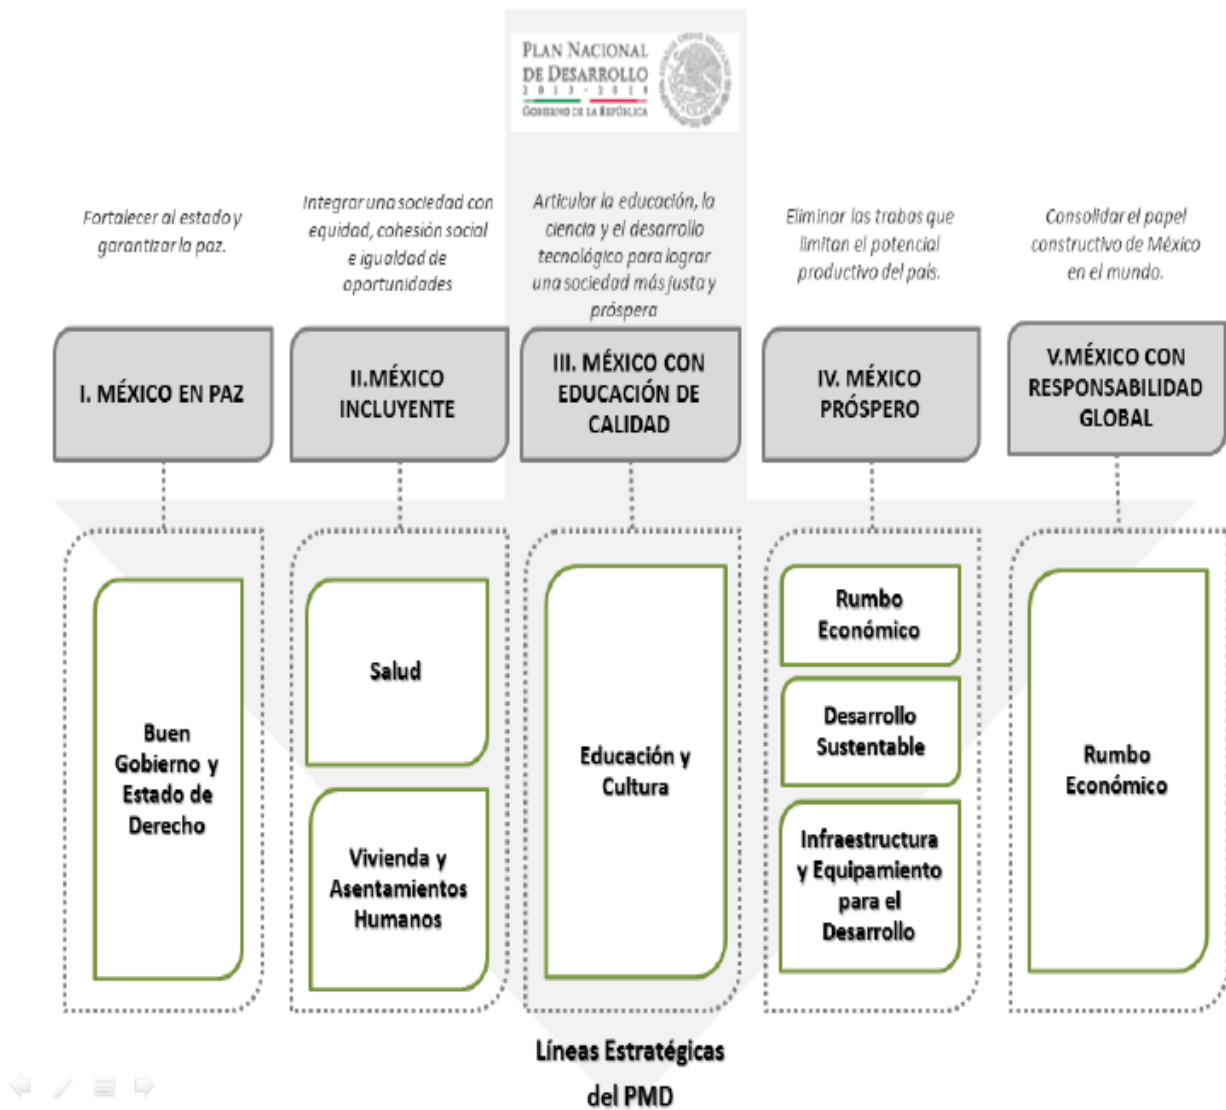 PLAN NACIONAL
DE DESARROLLO
2013-2018
GOBIERNO DE LA REPÚBLICA
ESTADOS UNIDOS MEXICANOS
Fortalecer al estado y
garantizar la paz.
Integrar una sociedad con
equidad, cohesión social
e igualdad de
oportunidades
Articular la educación, la
ciencia y el desarrollo
tecnológico para lograr
una sociedad más justa y
próspera
Eliminar las trabas que
limitan el potencial
productivo del país.
Consolidar el papel
constructivo de México
en el mundo.
I. MÉXICO EN PAZ
II.MÉXICO
INCLUYENTE
III. MÉXICO CON
EDUCACIÓN DE
CALIDAD
IV. MÉXICO
PRÓSPERO
V.MÉXICO CON
RESPONSABILIDAD
GLOBAL
Buen
Gobierno y
Estado de
Derecho
Salud
Vivienda y
Asentamientos
Humanos
Educación y
Cultura
Rumbo
Económico
Desarrollo
Sustentable
Infraestructura
y Equipamiento
para el
Desarrollo
Rumbo
Económico
Líneas Estratégicas
del PMD